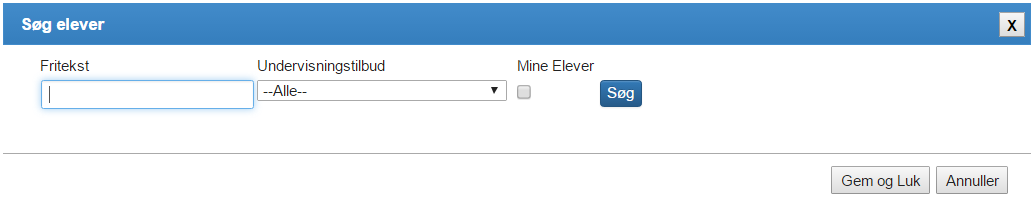 Søg elever
X
Fritekst Undervisningstilbud Mine Elever
--Alle-- Søg
Gem og Luk Annuller